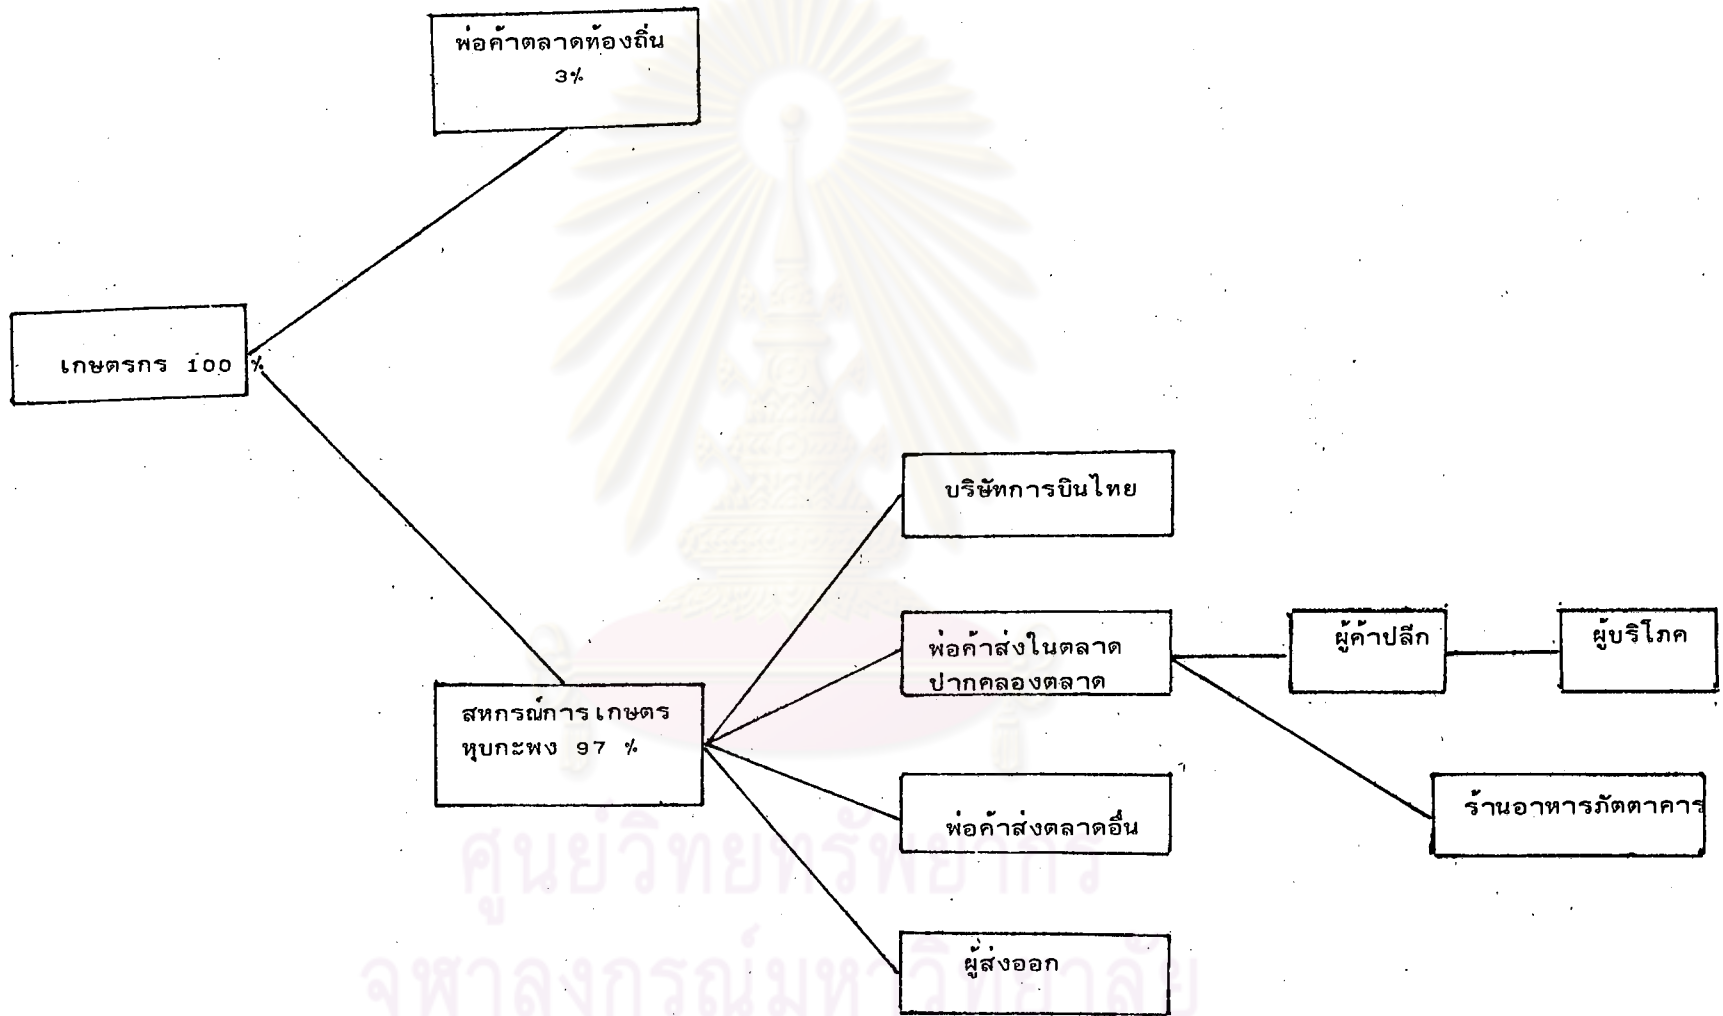 พ่อค้าตลาดท้องถิ่น
3%
เกษตรกร 100 %
บริษัทการบินไทย
พ่อค้าส่งในตลาด
ปากคลองตลาด
ผู้ค้าปลีก
ผู้บริโภค
สหกรณ์การเกษตร
หุบกะพง 97 %
พ่อค้าส่งตลาดอื่น
ร้านอาหารภัตตาคาร
ผู้ส่งออก
ศูนย์วิทยทรัพยากร
จุฬาลงกรณ์มหาวิทยาลัย